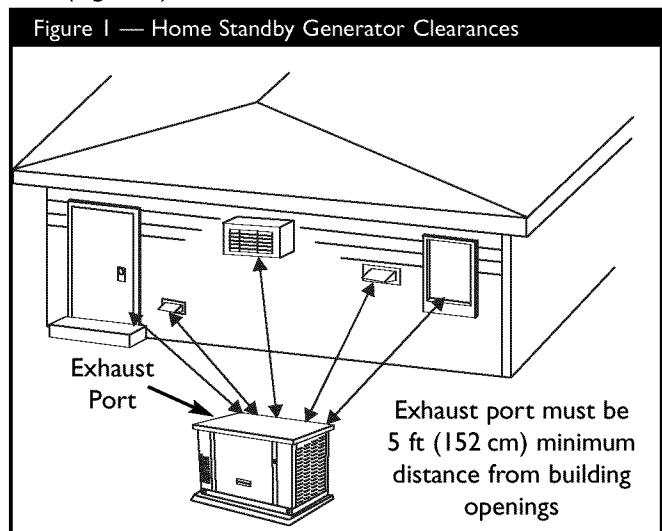 Figure 1 — Home Standby Generator Clearances
Exhaust
Port
Exhaust port must be
5 ft (152 cm) minimum
distance from building
openings